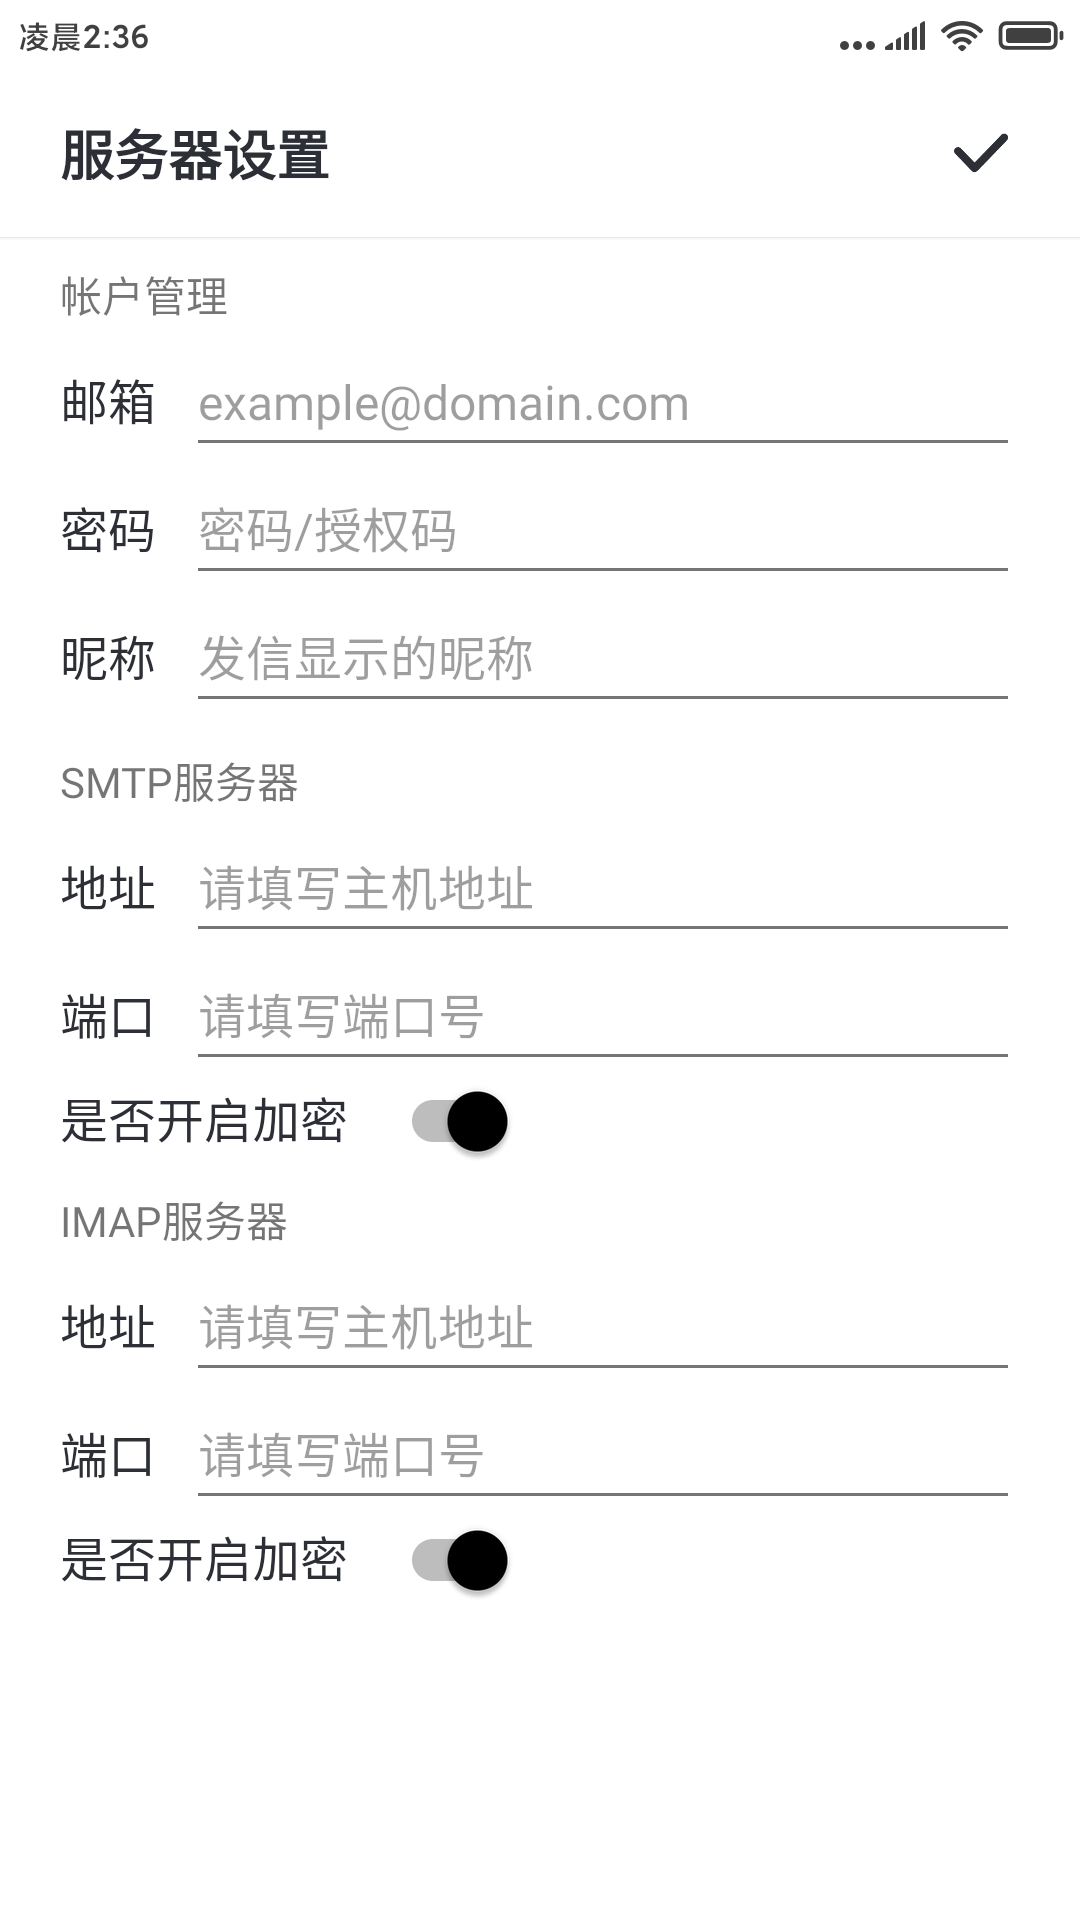 凌晨2:36
服务器设置
帐户管理
邮箱 example@domain.com
密码 密码/授权码
昵称 发信显示的昵称
SMTP服务器
地址 请填写主机地址
端口 请填写端口号
是否开启加密
IMAP服务器
地址 请填写主机地址
端口 请填写端口号
是否开启加密